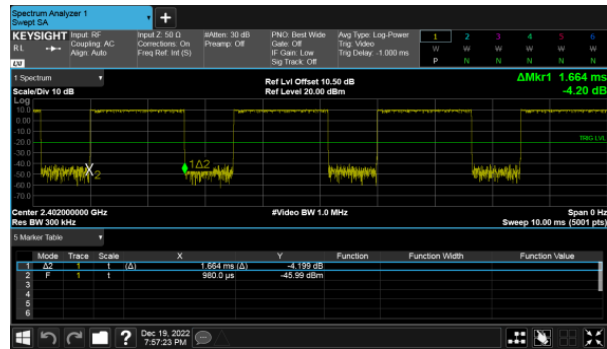 Spectrum Analyzer 1
Swept SA
+
KEYSIGHT Input: RF Input Z: 50 Ω #Atten: 30 dB PNO: Best Wide Avg Type: Log-Power 1 2 3 4 5 6
RL Coupling: AC Corrections: On Preamp: Off Gate: Off Trig: Video W W W W W W
Align: Auto Freq Ref: Int (S) IF Gain: Low Trig Delay: -1.000 ms P N N N N N
LXI Sig Track: Off
1 Spectrum
Ref Lvl Offset 10.50 dB ΔMkr1 1.664 ms
Scale/Div 10 dB Ref Level 20.00 dBm -4.20 dB
Log
10.0
0.00
-10.0
-20.0 TRIG LVL
-30.0
-40.0 X2 1Δ2
-50.0
-60.0
-70.0
Center 2.402000000 GHz #Video BW 1.0 MHz Span 0 Hz
Res BW 300 kHz Sweep 10.00 ms (5001 pts)
5 Marker Table
Mode Trace Scale X Y Function Function Width Function Value
1 Δ2 1 t (Δ) 1.664 ms (Δ) -4.199 dB
2 F 1 t 960.0 µs -45.99 dBm
3
4
5
6
? Dec 19, 2022
7:57:23 PM